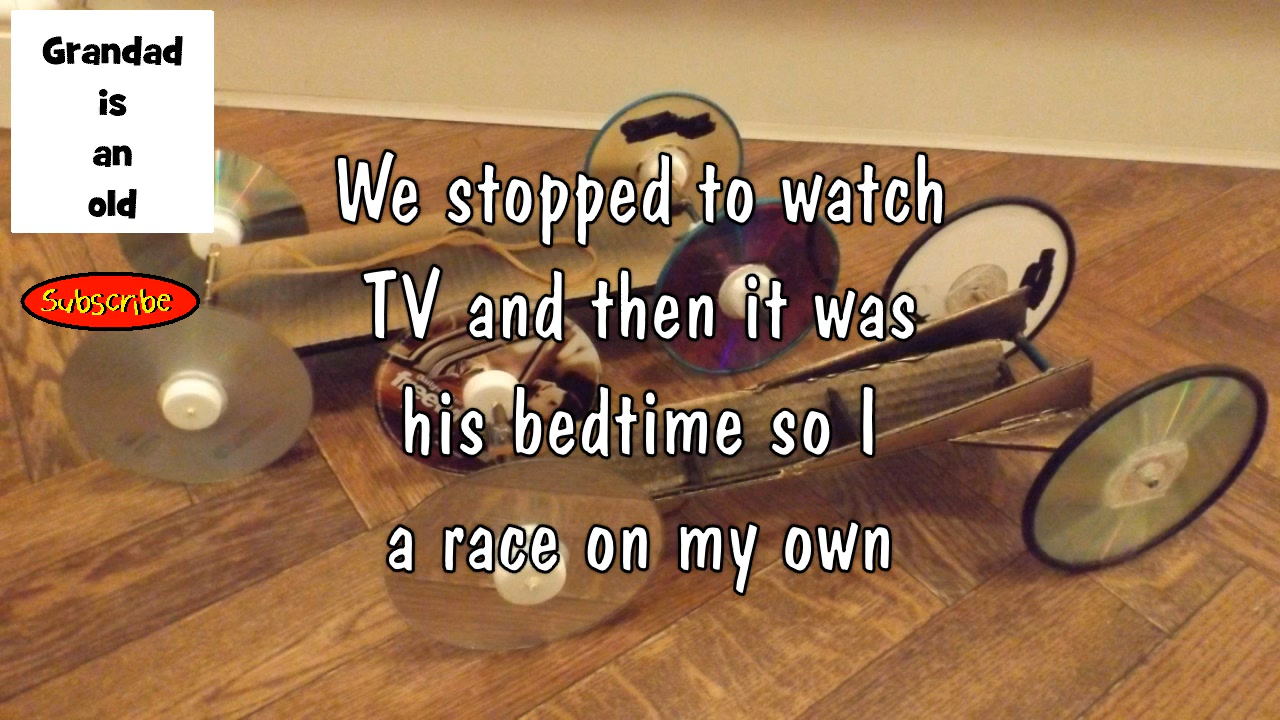 Grandad
is
an
old
Subscribe
We stopped to watch
TV and then it was
his bedtime so I
a race on my own